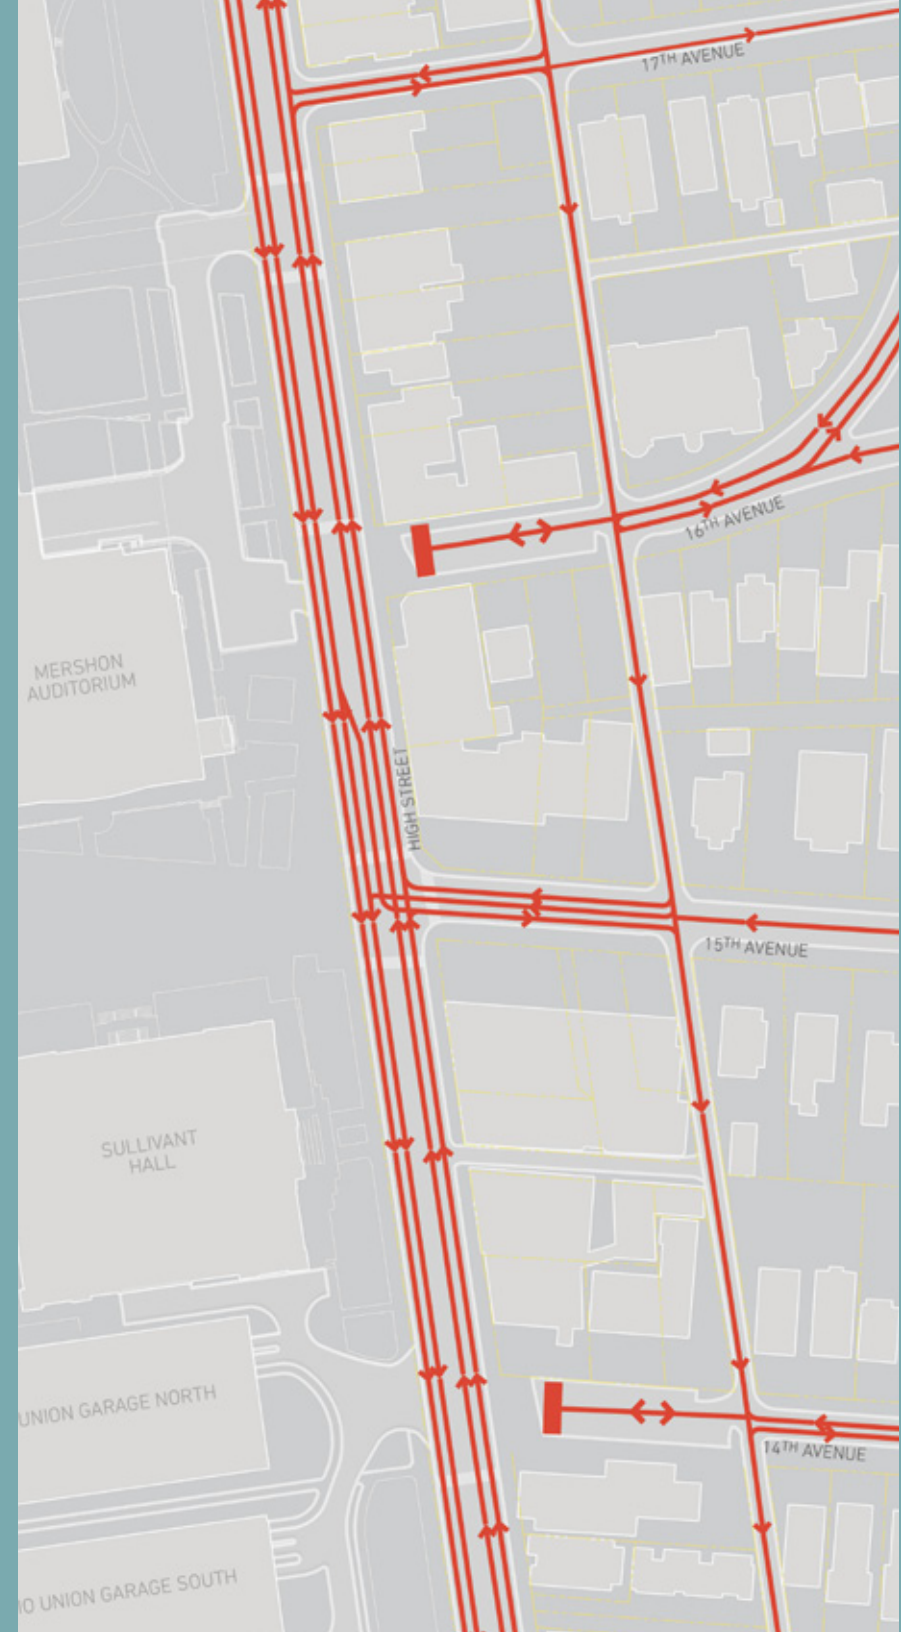 17TH AVENUE
16TH AVENUE
MERSHON
AUDITORIUM
HIGH STREET
15TH AVENUE
SULLIVANT
HALL
UNION GARAGE NORTH
14TH AVENUE
IO UNION GARAGE SOUTH